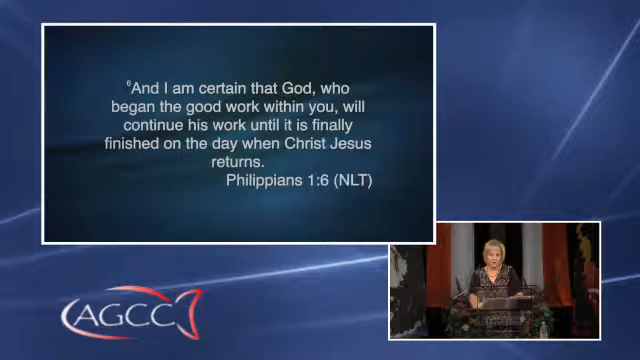 ⁶And I am certain that God, who
began the good work within you, will
continue his work until it is finally
finished on the day when Christ Jesus
returns.
Philippians 1:6 (NLT)
AGCC